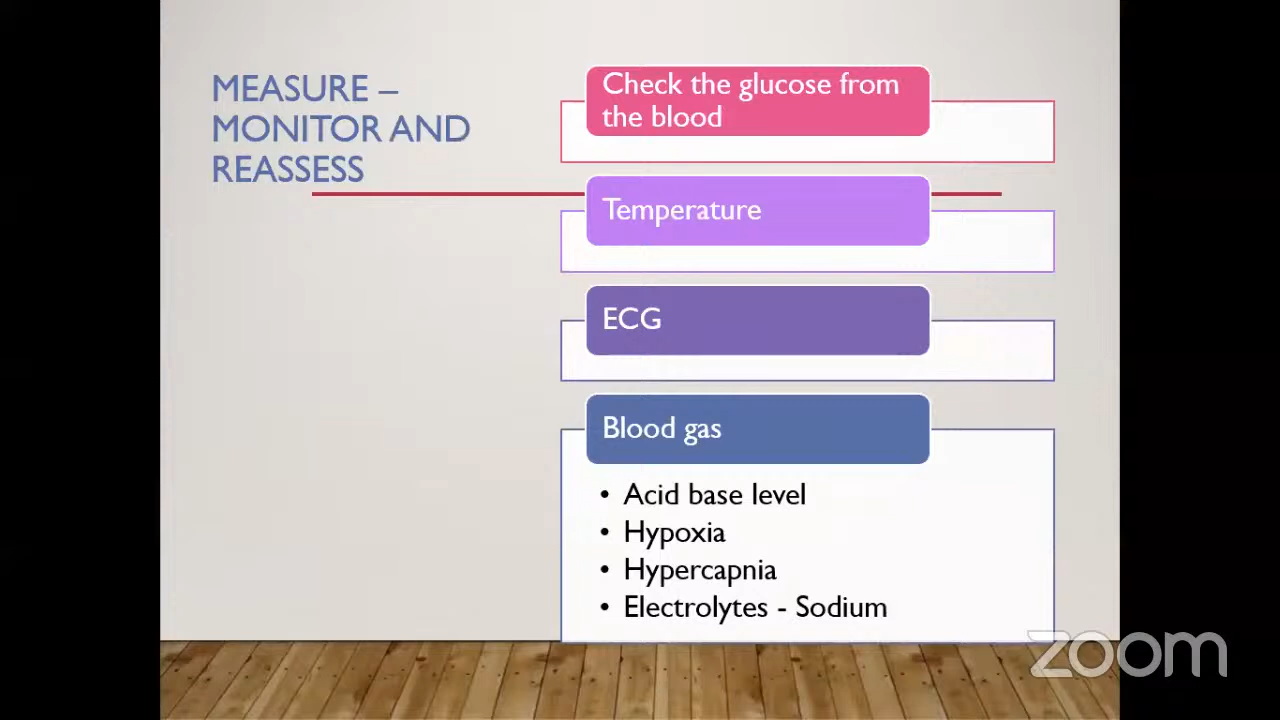 MEASURE –
MONITOR AND
REASSESS
Check the glucose from
the blood
Temperature
ECG
Blood gas
• Acid base level
• Hypoxia
• Hypercapnia
• Electrolytes - Sodium
zoom